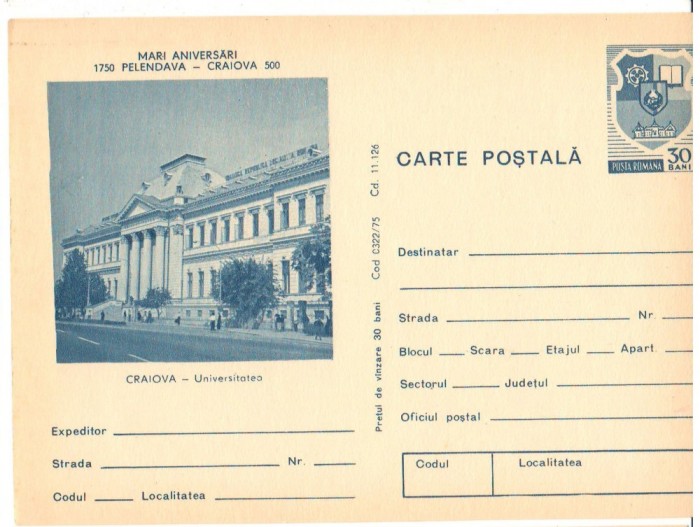 MARI ANIVERSĂRI
1750 PELENDAVA – CRAIOVA 500
CRAIOVA – Universitatea
Expeditor
Strada Nr.
Codul Localitatea
Pretul de vînzare 30 bani Cod 0322/75 Cd. 11.126
CARTE POȘTALĂ
POSTA ROMANA 30 BANI
Destinatar
Strada Nr.
Blocul Scara Etajul Apart.
Sectorul Județul
Oficiul poștal
Codul Localitatea